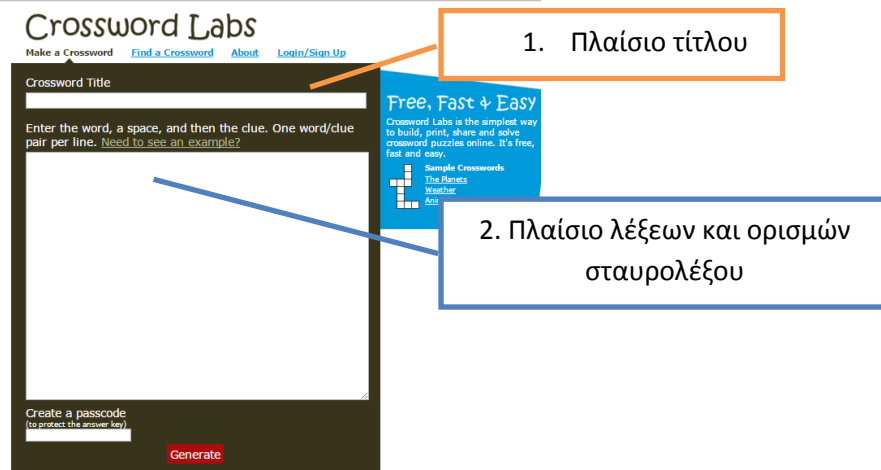 Crossword Labs
Make a Crossword Find a Crossword About Login/Sign Up
1. Πλαίσιο τίτλου
Crossword Title
Enter the word, a space, and then the clue. One word/clue
pair per line. Need to see an example?
Free, Fast & Easy
Crossword Labs is the simplest way
to build, print, share and solve
crossword puzzles online. It's free,
fast and easy.
Sample Crosswords
The Planets
Weather
2. Πλαίσιο λέξεων και ορισμών
σταυρολέξου
Create a passcode
(to protect the answer key)
Generate